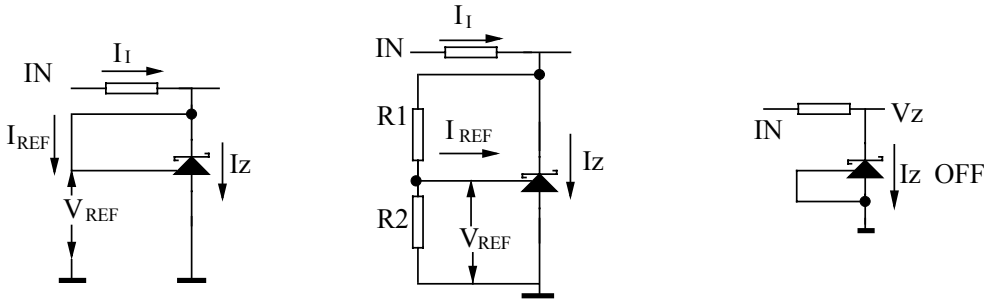 I_I
IN
I_REF
Iz
V_REF
I_I
IN
R1
I_REF
Iz
R2
V_REF
IN
Vz
Iz OFF